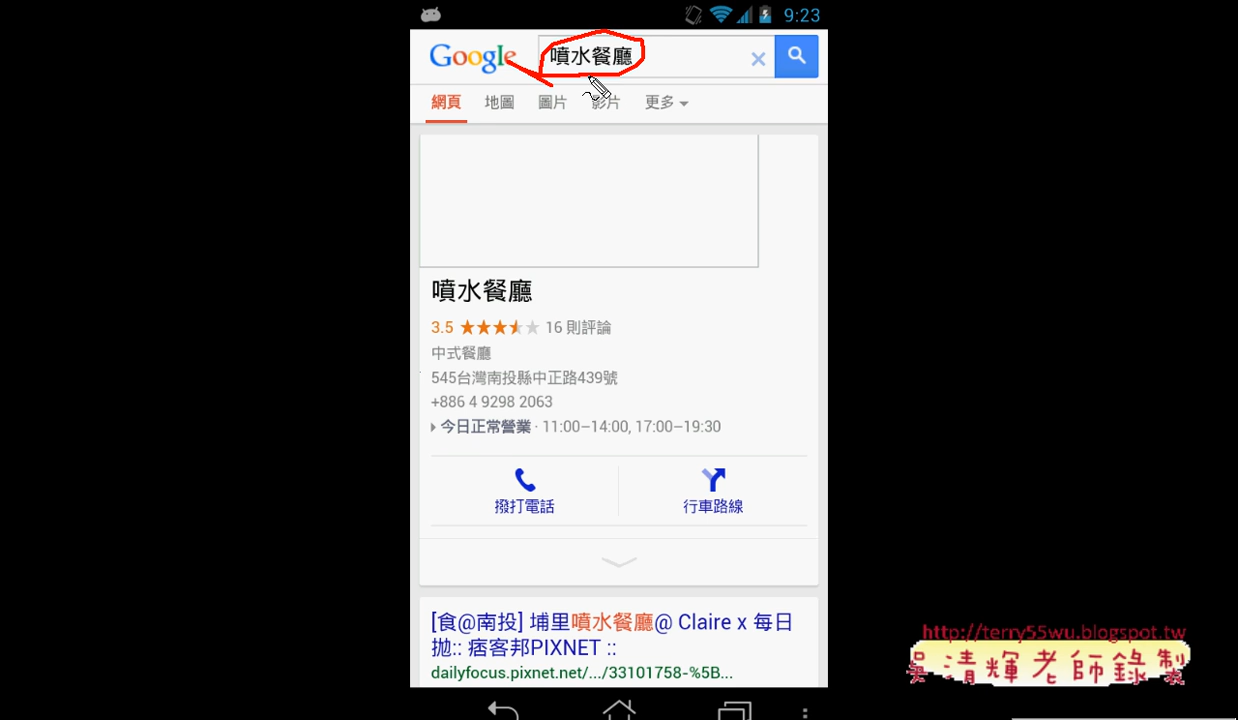 9:23
Google 噴水餐廳
網頁 地圖 圖片 影片 更多
噴水餐廳
3.5 16 則評論
中式餐廳
545台灣南投縣中正路439號
+886 4 9298 2063
今日正常營業 · 11:00–14:00, 17:00–19:30
撥打電話 行車路線
[食@南投] 埔里噴水餐廳@ Claire x 每日
拋:: 痞客邦PIXNET ::
dailyfocus.pixnet.net/.../33101758-%5B...
http://terry55wu.blogspot.tw
吳清輝老師錄製